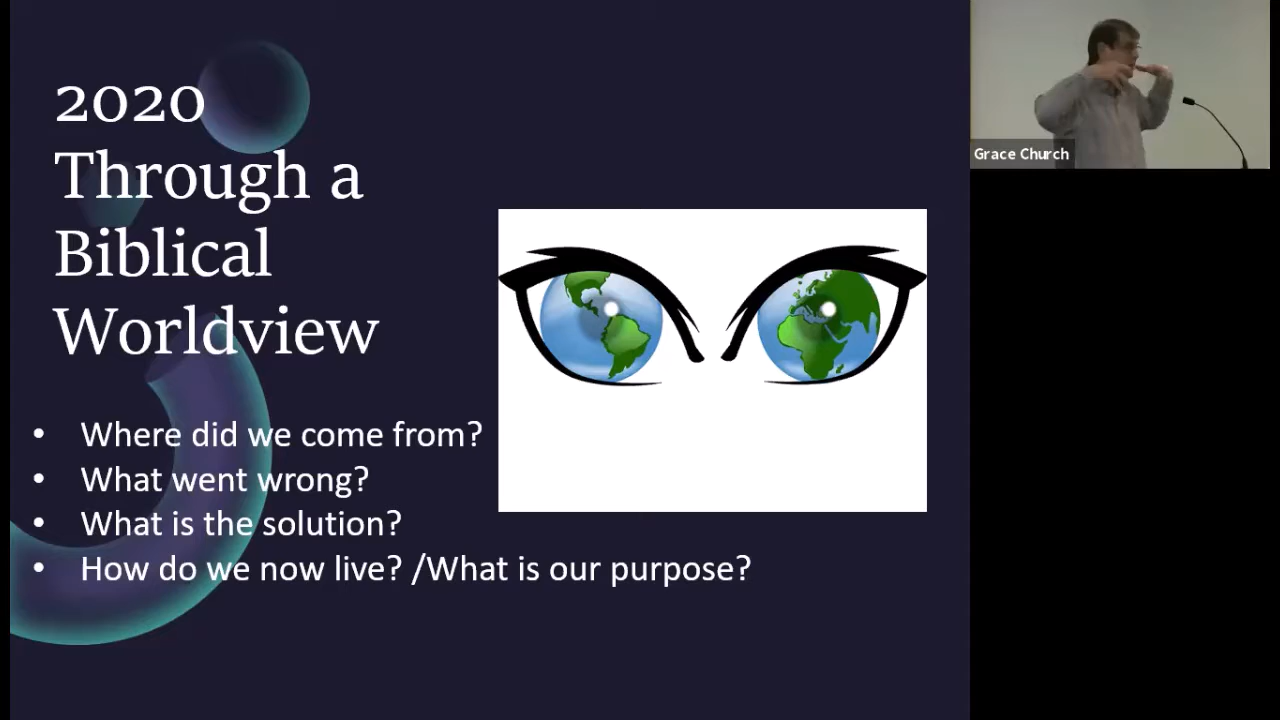 2020
Through a
Biblical
Worldview
• Where did we come from?
• What went wrong?
• What is the solution?
• How do we now live? /What is our purpose?
Grace Church